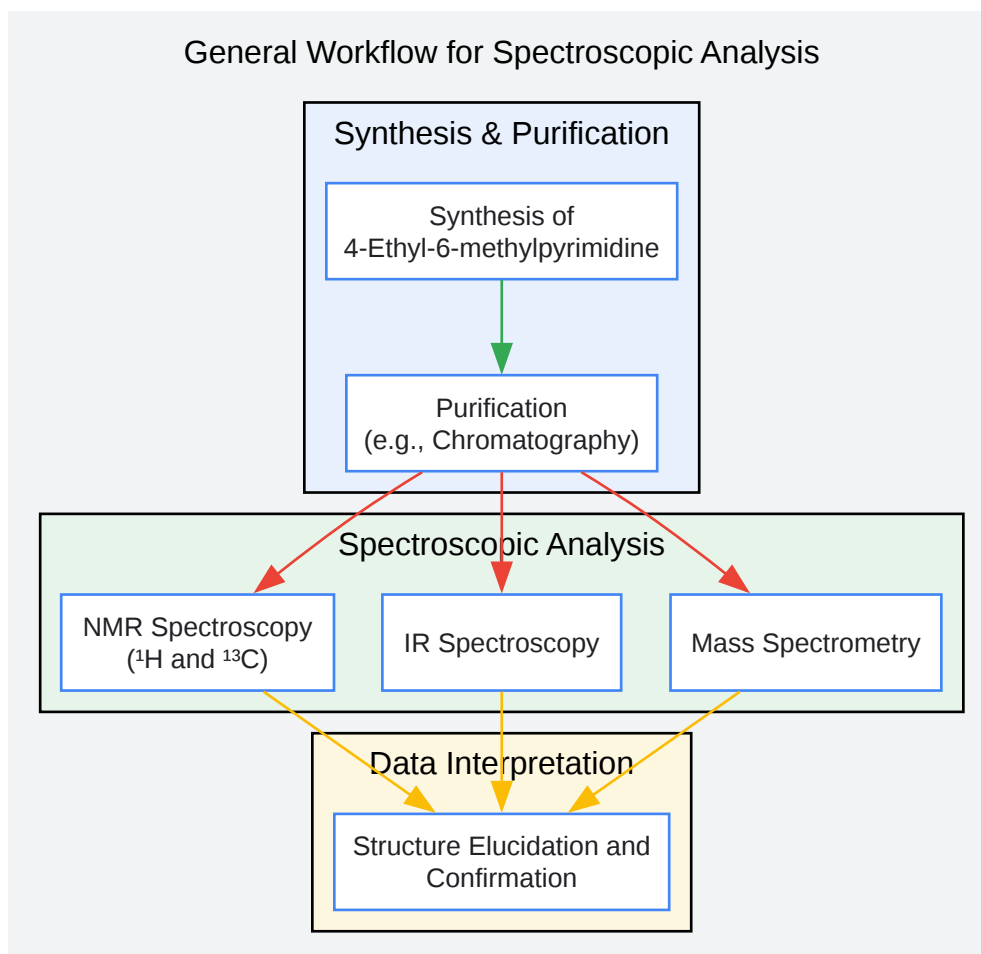 General Workflow for Spectroscopic Analysis
Synthesis & Purification
Synthesis of
4-Ethyl-6-methylpyrimidine
Purification
(e.g., Chromatography)
Spectroscopic Analysis
NMR Spectroscopy
(¹H and ¹³C)
IR Spectroscopy
Mass Spectrometry
Data Interpretation
Structure Elucidation and
Confirmation